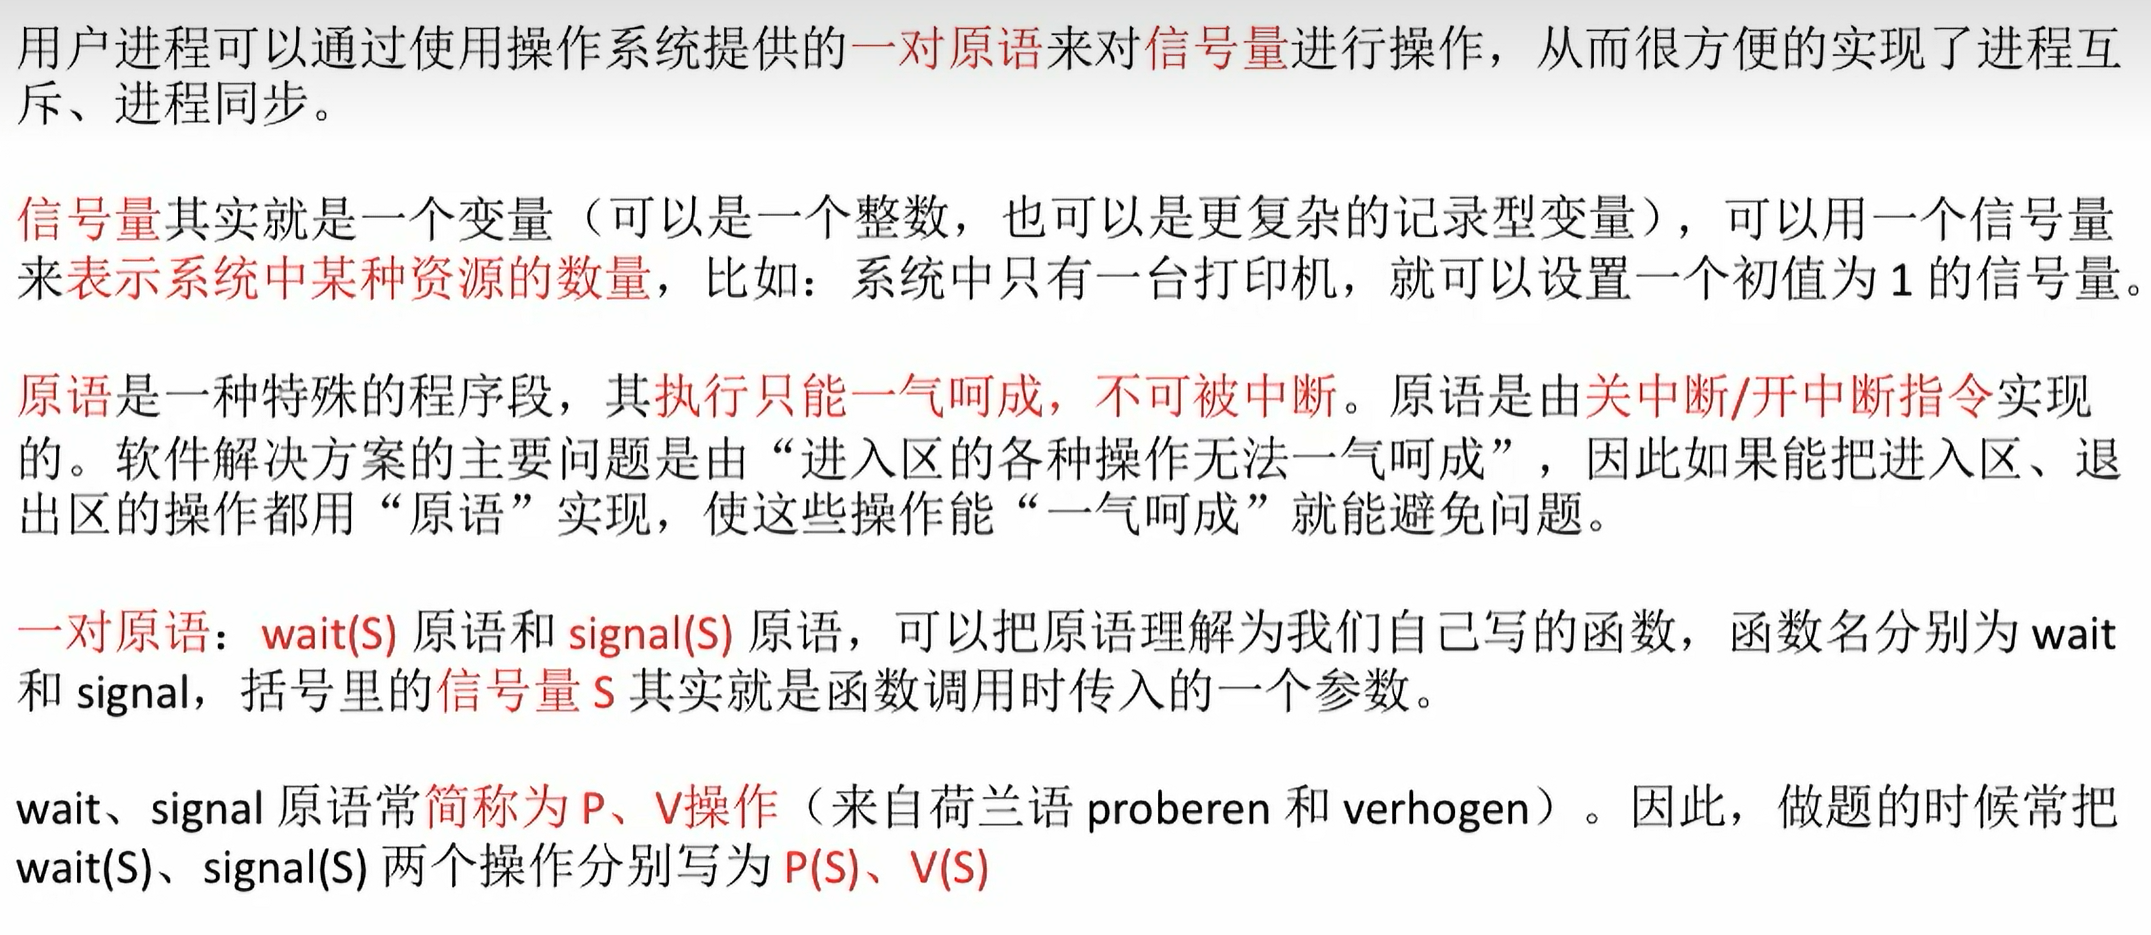 用户进程可以通过使用操作系统提供的一对原语来对信号量进行操作，从而很方便的实现了进程互
斥、进程同步。
信号量其实就是一个变量（可以是一个整数，也可以是更复杂的记录型变量），可以用一个信号量
来表示系统中某种资源的数量，比如：系统中只有一台打印机，就可以设置一个初值为 1 的信号量。
原语是一种特殊的程序段，其执行只能一气呵成，不可被中断。原语是由关中断/开中断指令实现
的。软件解决方案的主要问题是由“进入区的各种操作无法一气呵成”，因此如果能把进入区、退
出区的操作都用“原语”实现，使这些操作能“一气呵成”就能避免问题。
一对原语：wait(S) 原语和 signal(S) 原语，可以把原语理解为我们自己写的函数，函数名分别为 wait
和 signal，括号里的信号量 S 其实就是函数调用时传入的一个参数。
wait、signal 原语常简称为 P、V操作（来自荷兰语 proberen 和 verhogen）。因此，做题的时候常把
wait(S)、signal(S) 两个操作分别写为 P(S)、V(S)